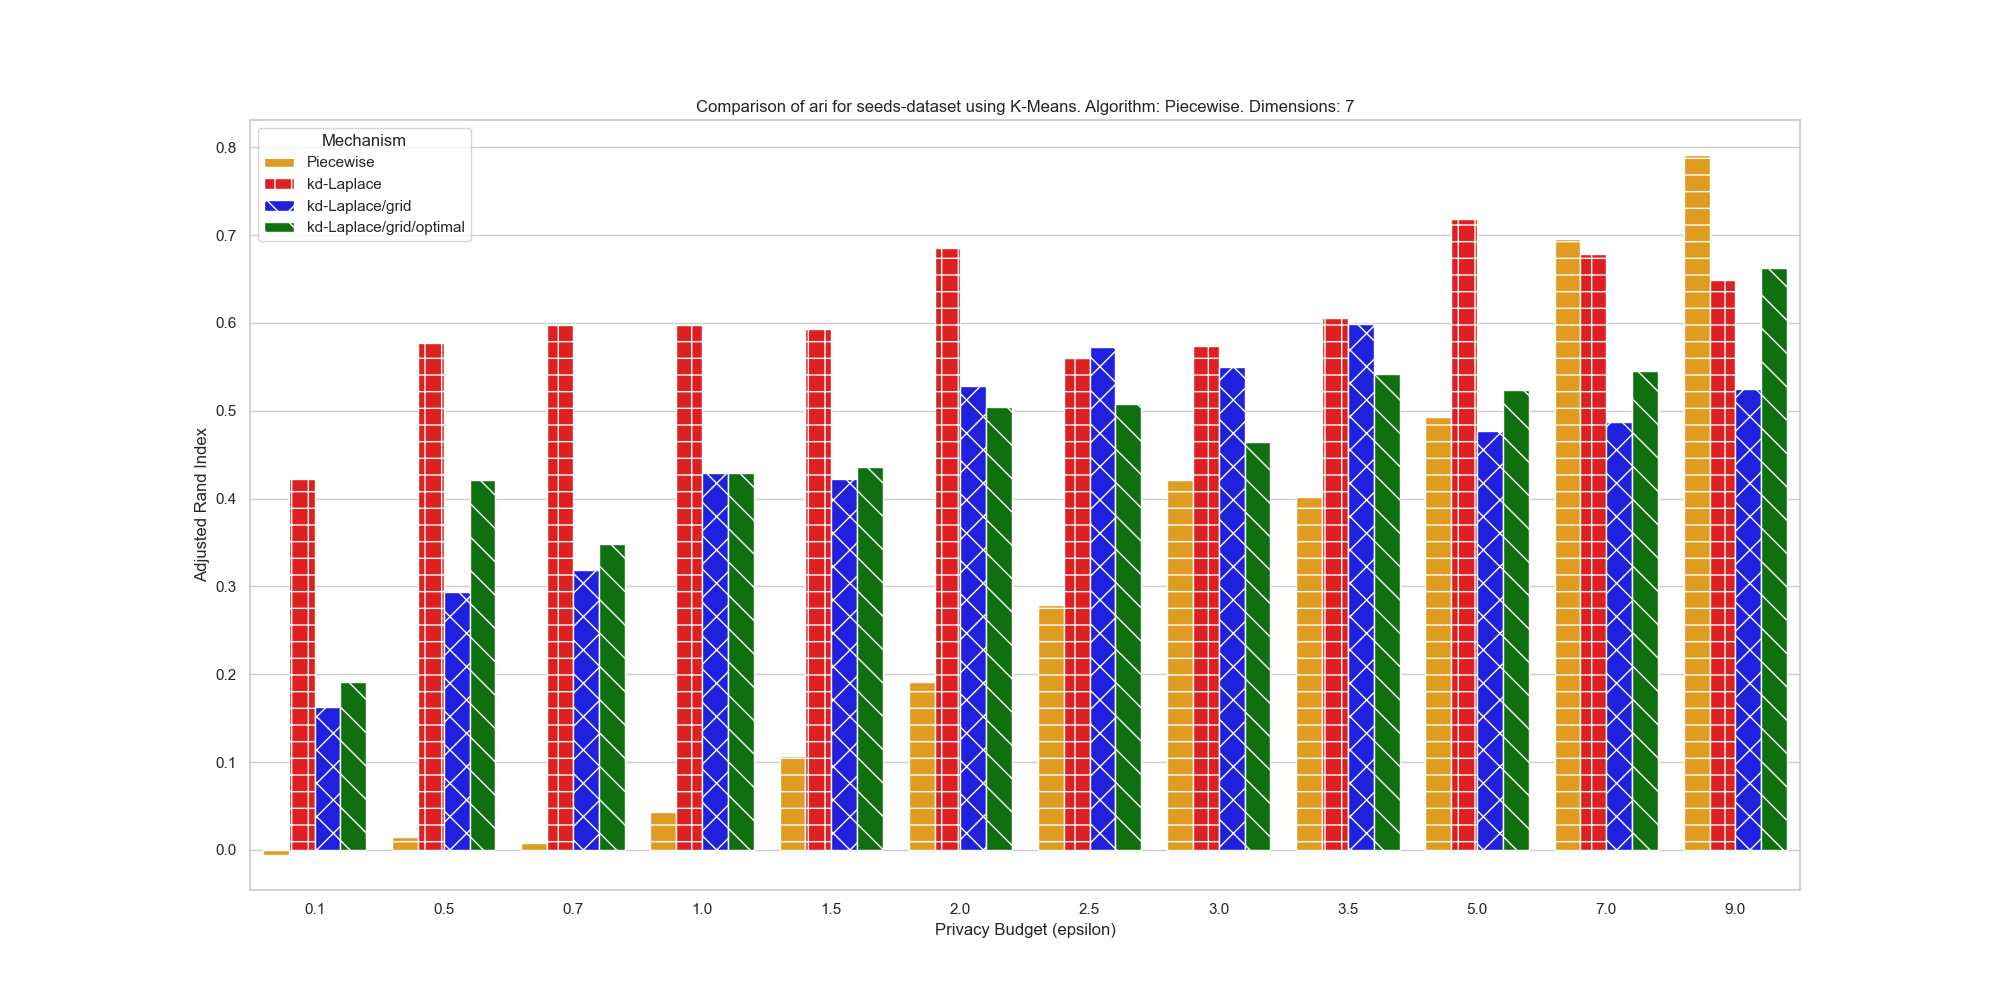 Comparison of ari for seeds-dataset using K-Means. Algorithm: Piecewise. Dimensions: 7
Mechanism
Piecewise
kd-Laplace
kd-Laplace/grid
kd-Laplace/grid/optimal
Adjusted Rand Index
0.8
0.7
0.6
0.5
0.4
0.3
0.2
0.1
0.0
0.1 0.5 0.7 1.0 1.5 2.0 2.5 3.0 3.5 5.0 7.0 9.0
Privacy Budget (epsilon)